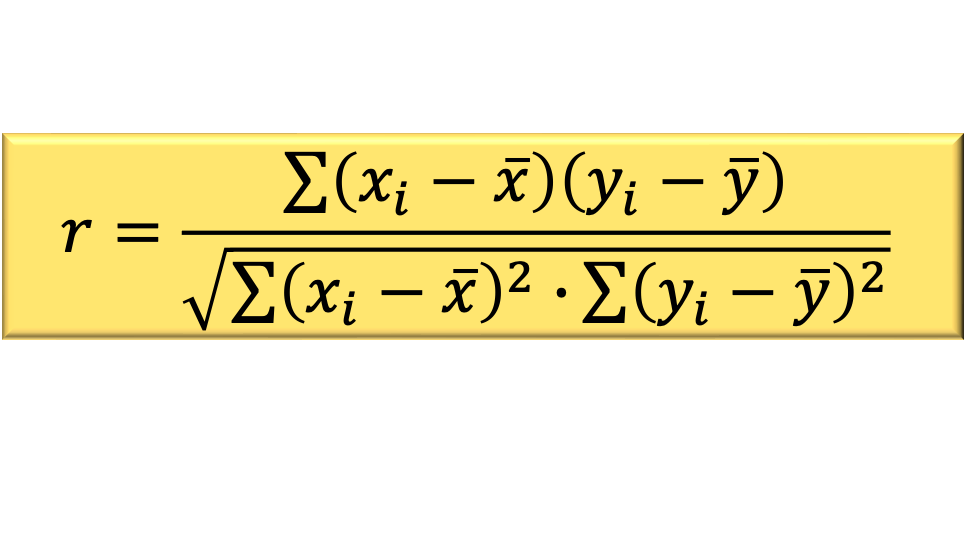 r = ∑(xᵢ − x̄)(yᵢ − ȳ) / √(∑(xᵢ − x̄)² · ∑(yᵢ − ȳ)²)